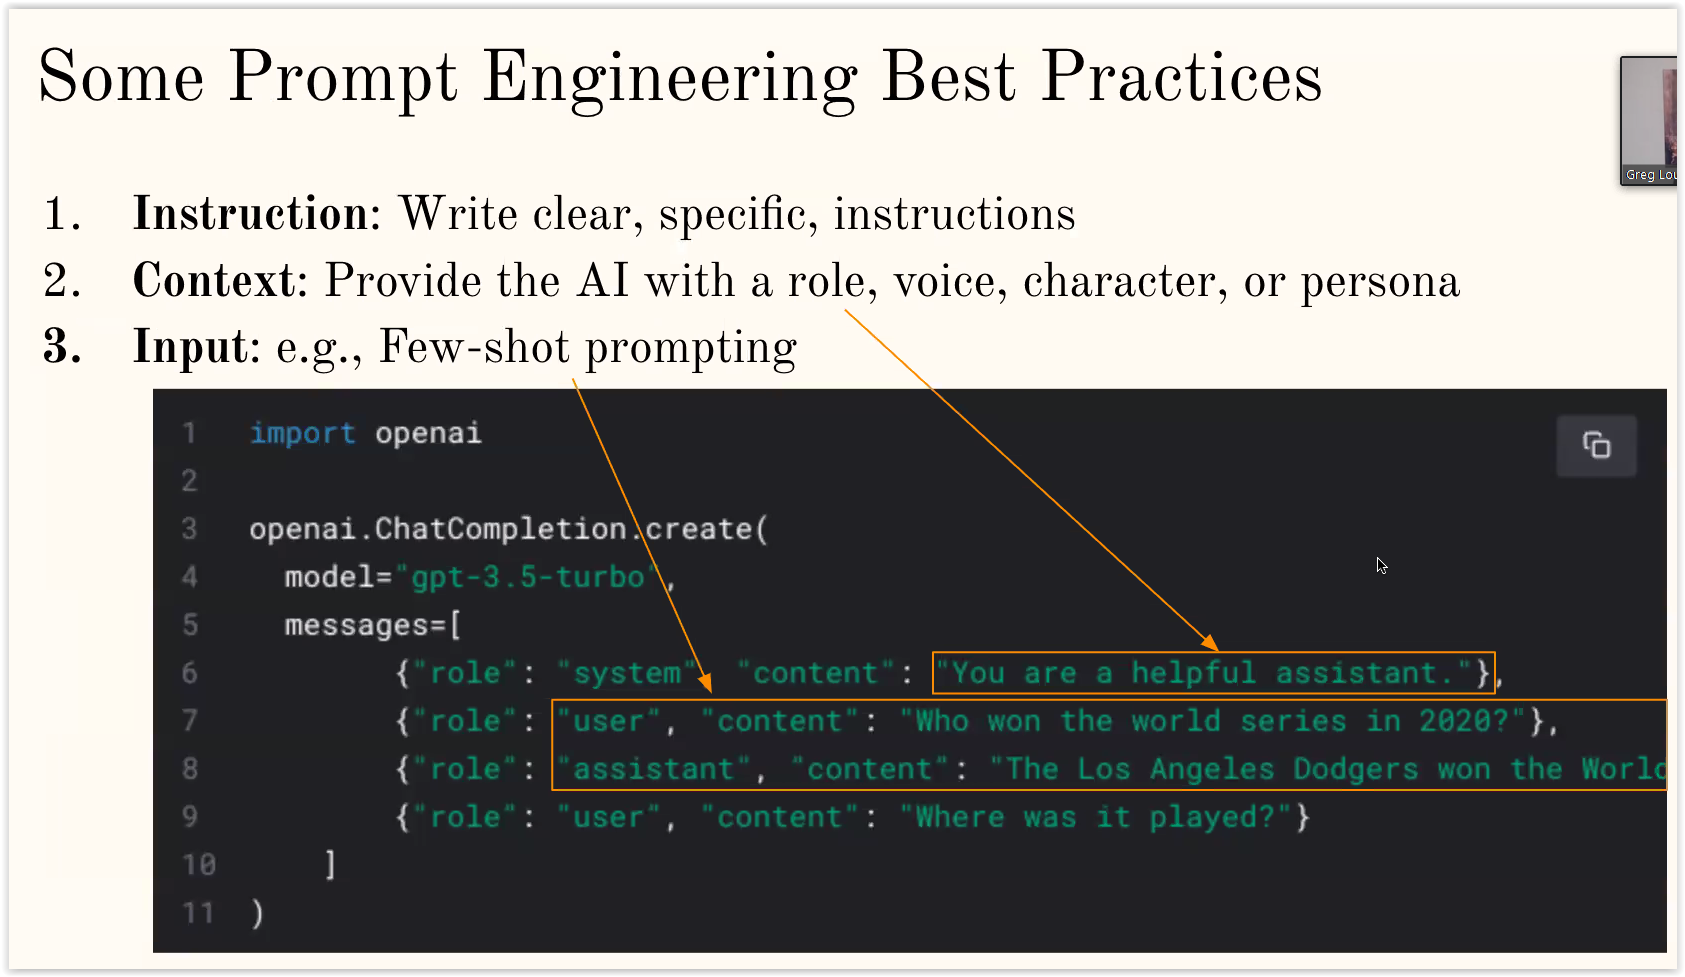 Some Prompt Engineering Best Practices
Greg Lou
1. Instruction: Write clear, specific, instructions
2. Context: Provide the AI with a role, voice, character, or persona
3. Input: e.g., Few-shot prompting
1 import openai
2
3 openai.ChatCompletion.create(
4 model="gpt-3.5-turbo",
5 messages=[
6 {"role": "system", "content": "You are a helpful assistant."},
7 {"role": "user", "content": "Who won the world series in 2020?"},
8 {"role": "assistant", "content": "The Los Angeles Dodgers won the World
9 {"role": "user", "content": "Where was it played?"}
10 ]
11 )